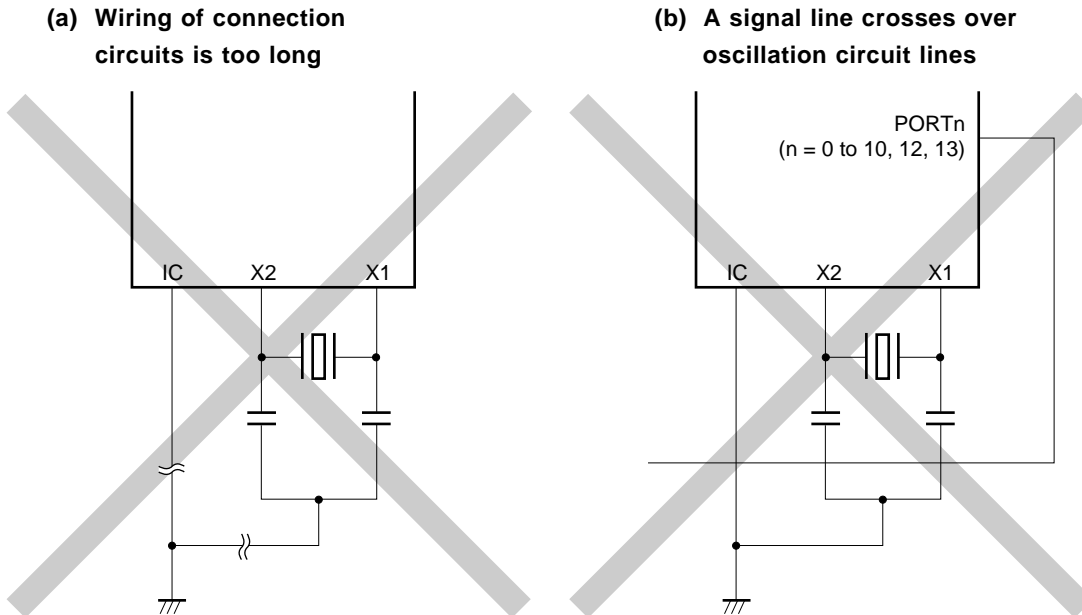 (a) Wiring of connection
circuits is too long
IC X2 X1
(b) A signal line crosses over
oscillation circuit lines
PORTn
(n = 0 to 10, 12, 13)
IC X2 X1